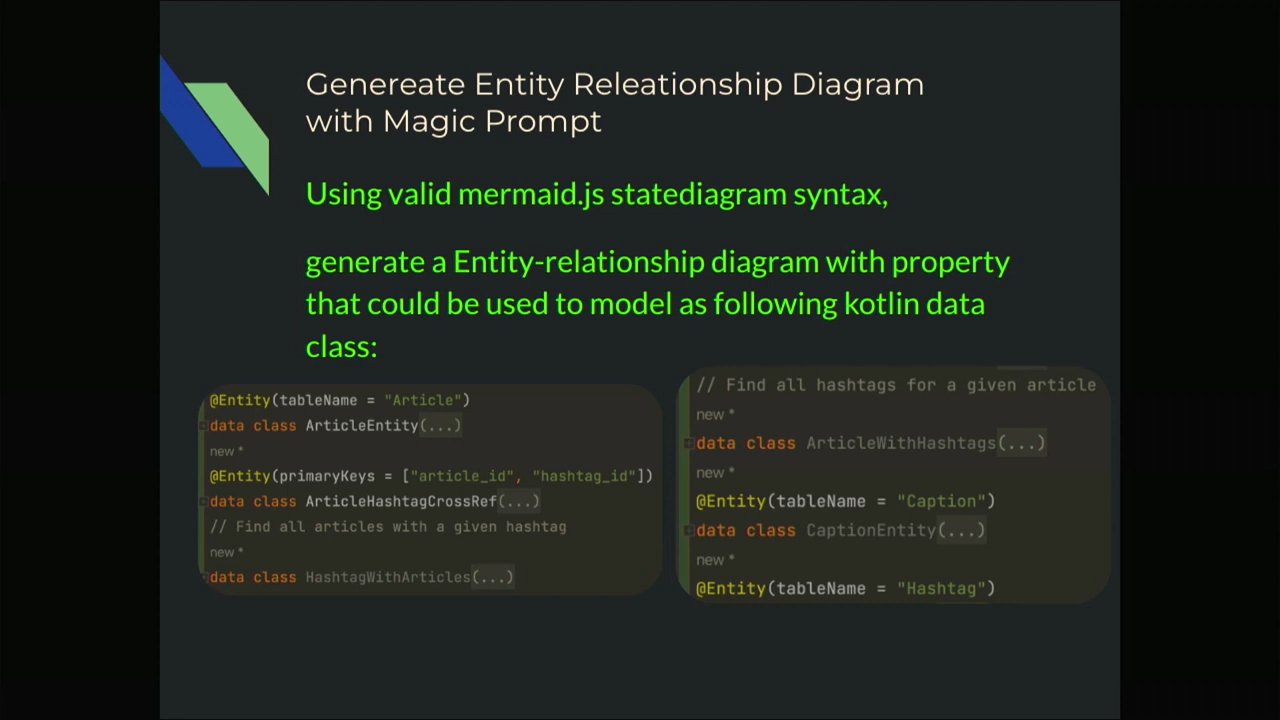 Genereate Entity Releationship Diagram
with Magic Prompt
Using valid mermaid.js statediagram syntax,
generate a Entity-relationship diagram with property
that could be used to model as following kotlin data
class:
@Entity(tableName = "Article")
data class ArticleEntity(...)
new *
@Entity(primaryKeys = ["article_id", "hashtag_id"])
data class ArticleHashtagCrossRef(...)
// Find all articles with a given hashtag
new *
data class HashtagWithArticles(...)
// Find all hashtags for a given article
new *
data class ArticleWithHashtags(...)
new *
@Entity(tableName = "Caption")
data class CaptionEntity(...)
new *
@Entity(tableName = "Hashtag")